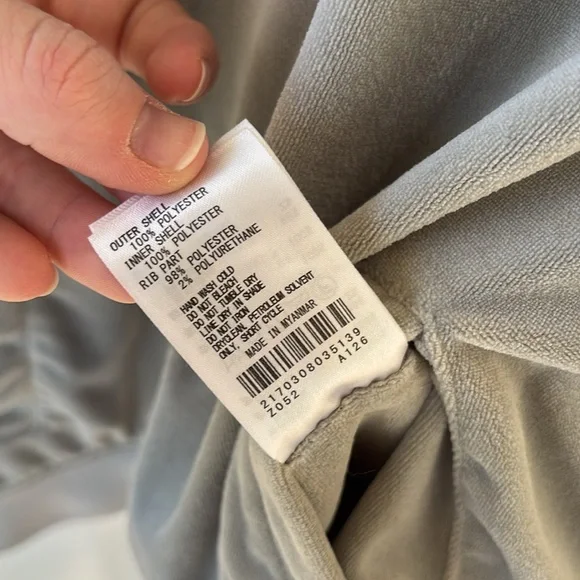 OUTER SHELL
100% POLYESTER
INNER SHELL
100% POLYESTER
RIB PART
98% POLYESTER
2% POLYURETHANE
HAND WASH COLD
DO NOT BLEACH
DO NOT TUMBLE DRY
LINE DRY IN SHADE
DO NOT IRON
DRYCLEAN, PETROLEUM SOLVENT
ONLY, SHORT CYCLE
MADE IN MYANMAR
2170308035139
Z052 A126